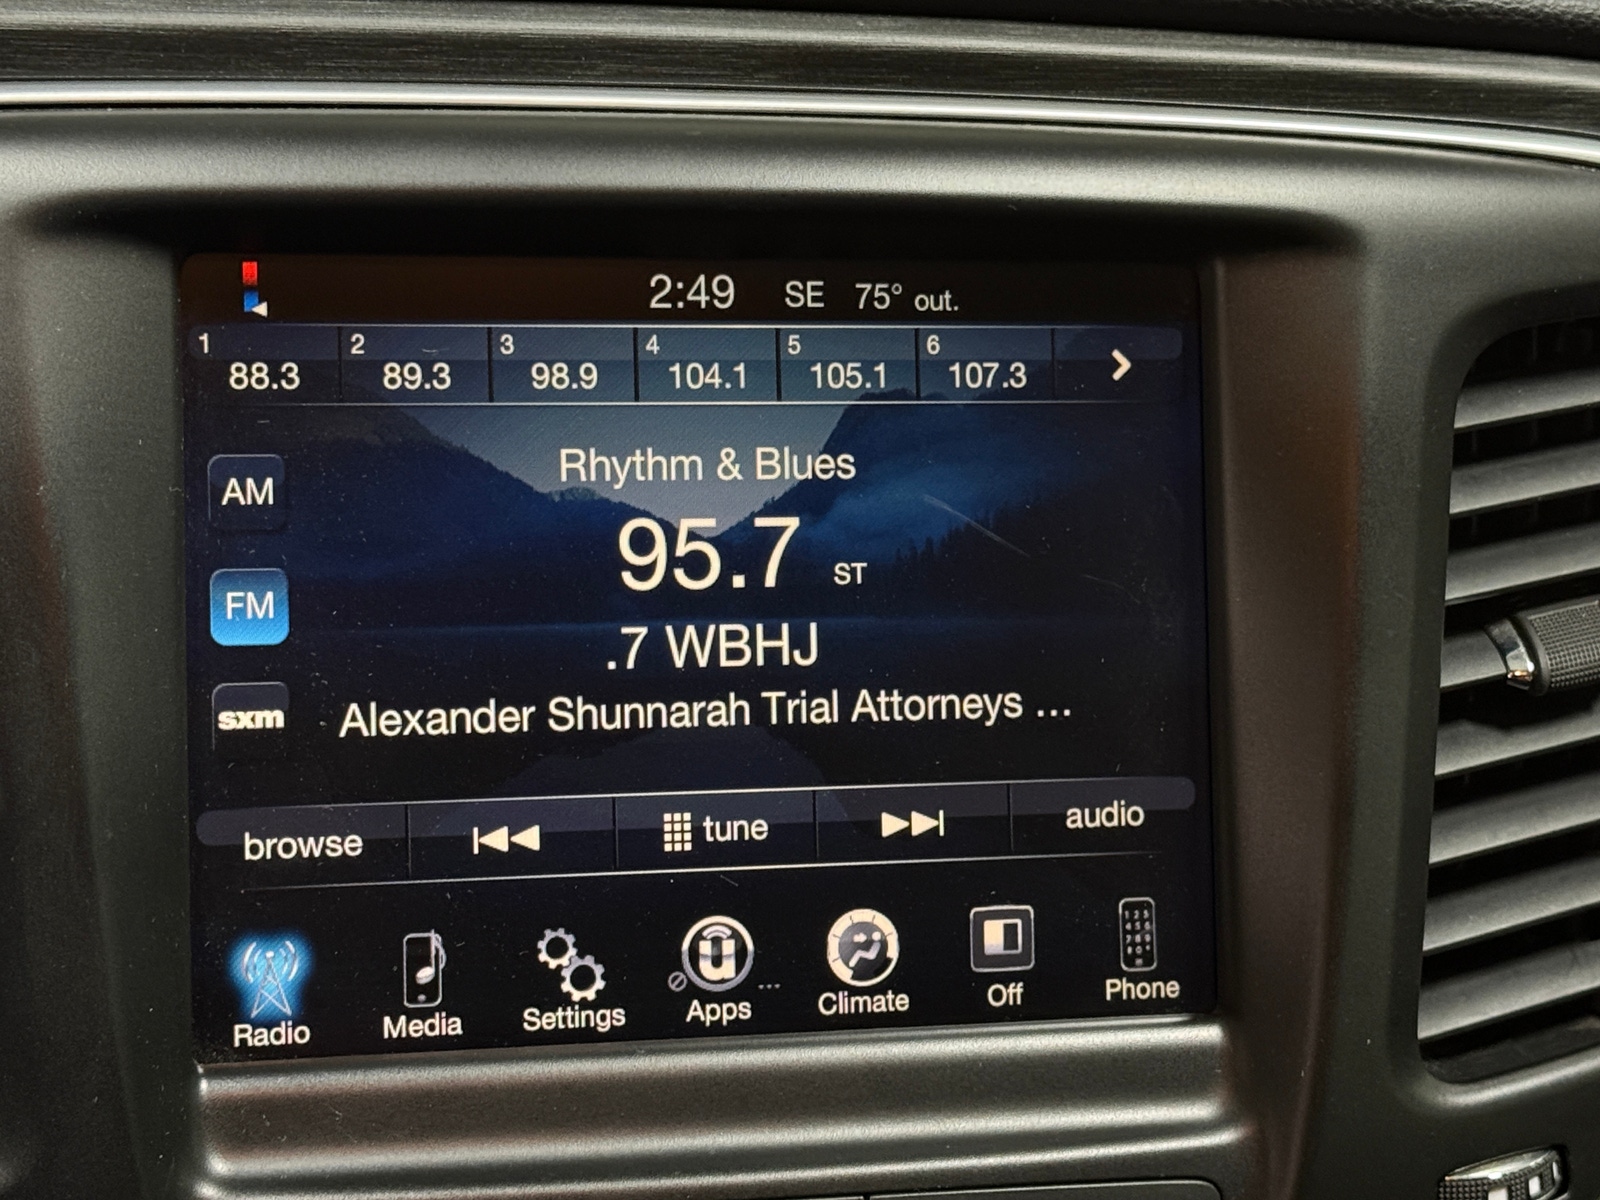 2:49 SE 75° out.
1 2 3 4 5 6
88.3 89.3 98.9 104.1 105.1 107.3
Rhythm & Blues
AM
95.7 ST
FM
.7 WBHJ
sxm
Alexander Shunnarah Trial Attorneys ...
browse tune audio
Radio Media Settings Apps ... Climate Off Phone